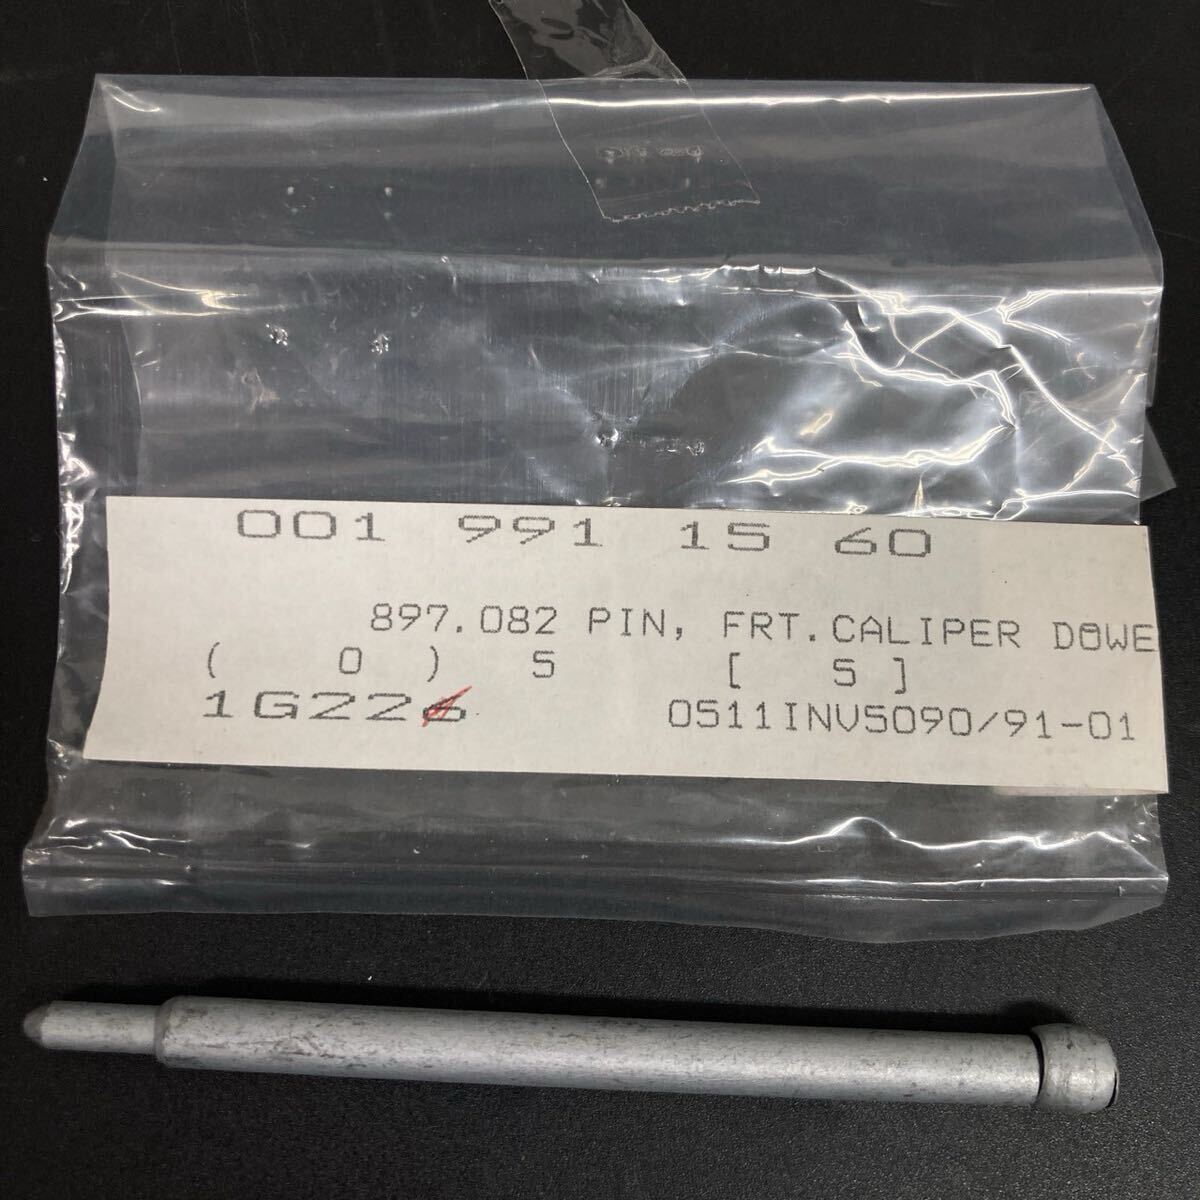 001 991 15 60
897.082 PIN, FRT.CALIPER DOWE
( 0 ) 5 [ 5 ]
1G226
0511INV5090/91-01